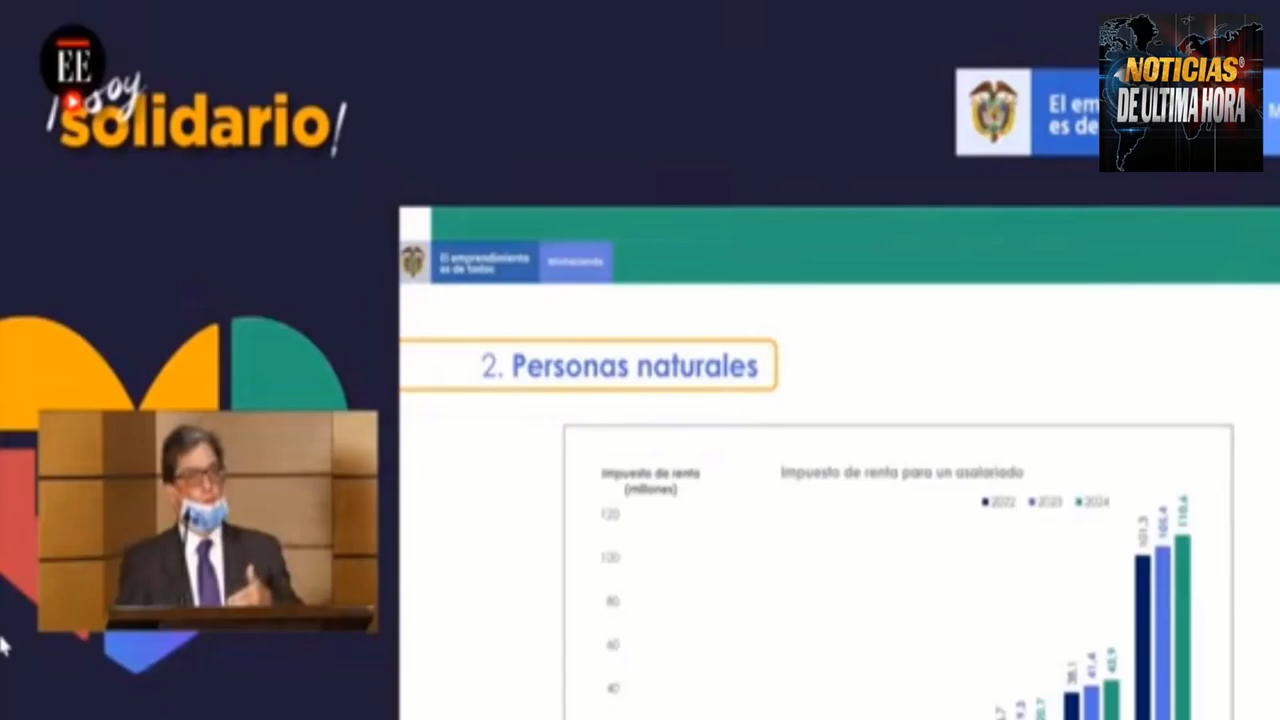 EE
¡Soy
solidario!
El em
es de
M
NOTICIAS®
DE ULTIMA HORA
El emprendimiento
es de todos
Minhacienda
2. Personas naturales
Impuesto de renta
(millones)
Impuesto de renta para un asalariado
2022 2023 2024
120
100
80
60
40
101,3
105,4
110,6
38,1
41,4
43,9